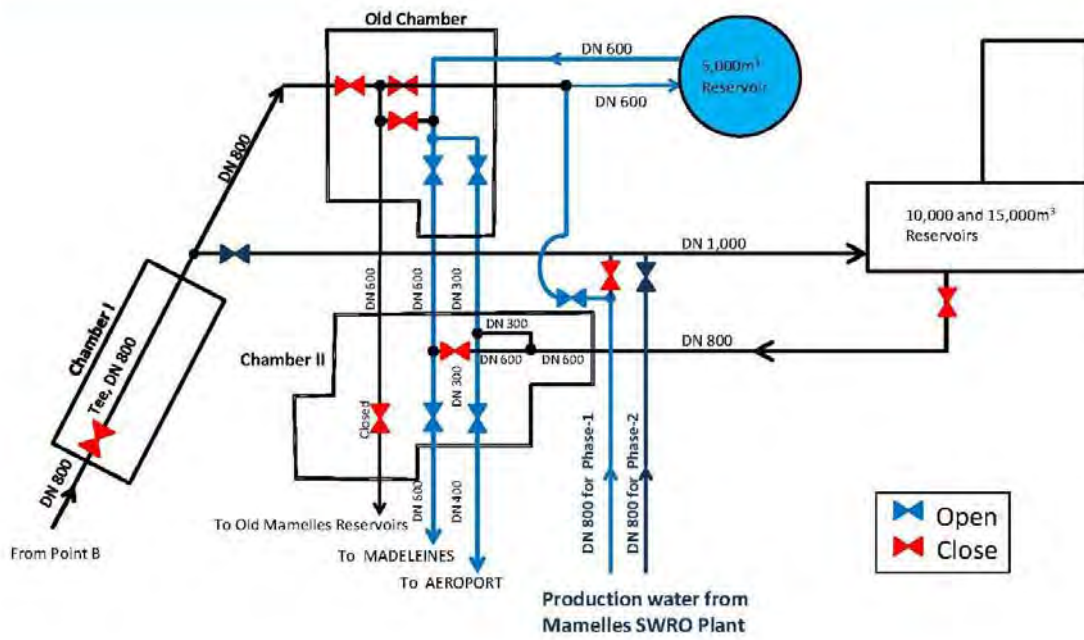 Old Chamber
DN 600
5,000m³
Reservoir
DN 600
DN 800
10,000 and 15,000m³
Reservoirs
DN 1,000
DN 600
DN 600
DN 300
Chamber I
Tee, DN 800
DN 800
Chamber II
DN 300
DN 600
DN 600
DN 800
DN 300
Closed
DN 600
DN 400
DN 800 for Phase-1
DN 800 for Phase-2
To Old Mamelles Reservoirs
From Point B
To MADELEINES
To AEROPORT
Open
Close
Production water from
Mamelles SWRO Plant